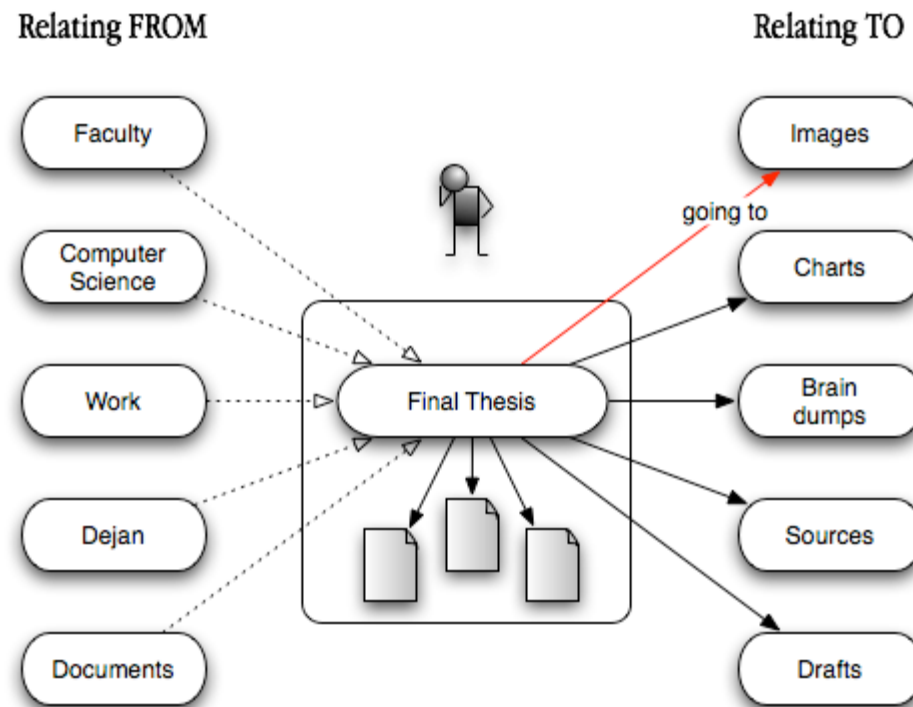 Relating FROM
Relating TO
Faculty
Images
going to
Computer
Science
Charts
Work
Final Thesis
Brain
dumps
Dejan
Sources
Documents
Drafts